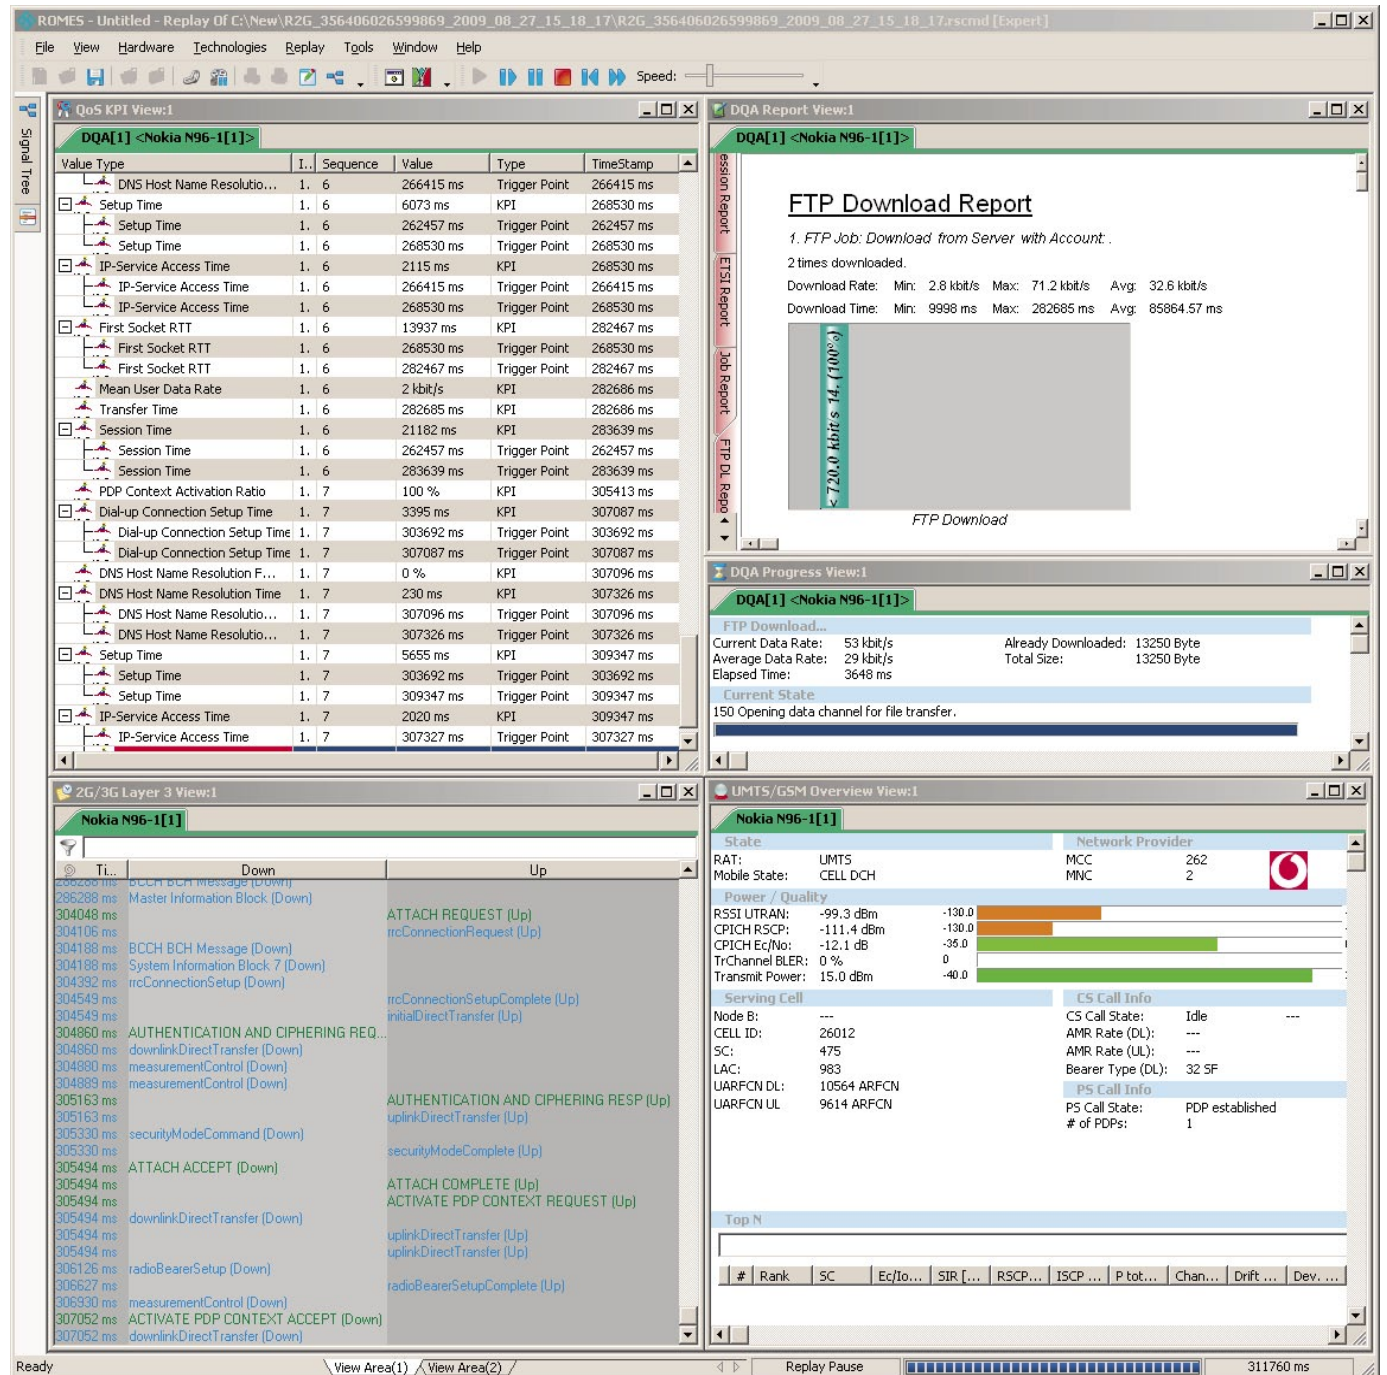 ROMES - Untitled - Replay Of C:\New\R2G_356406026599869_2009_08_27_15_18_17\R2G_356406026599869_2009_08_27_15_18_17.rscmd [Expert]
File View Hardware Technologies Replay Tools Window Help
Speed:
Signal Tree
QoS KPI View:1
DQA[1] <Nokia N96-1[1]>
Value Type I.. Sequence Value Type TimeStamp
DNS Host Name Resolutio... 1. 6 266415 ms Trigger Point 266415 ms
Setup Time 1. 6 6073 ms KPI 268530 ms
Setup Time 1. 6 262457 ms Trigger Point 262457 ms
Setup Time 1. 6 268530 ms Trigger Point 268530 ms
IP-Service Access Time 1. 6 2115 ms KPI 268530 ms
IP-Service Access Time 1. 6 266415 ms Trigger Point 266415 ms
IP-Service Access Time 1. 6 268530 ms Trigger Point 268530 ms
First Socket RTT 1. 6 13937 ms KPI 282467 ms
First Socket RTT 1. 6 268530 ms Trigger Point 268530 ms
First Socket RTT 1. 6 282467 ms Trigger Point 282467 ms
Mean User Data Rate 1. 6 2 kbit/s KPI 282686 ms
Transfer Time 1. 6 282685 ms KPI 282686 ms
Session Time 1. 6 21182 ms KPI 283639 ms
Session Time 1. 6 262457 ms Trigger Point 262457 ms
Session Time 1. 6 283639 ms Trigger Point 283639 ms
PDP Context Activation Ratio 1. 7 100 % KPI 305413 ms
Dial-up Connection Setup Time 1. 7 3395 ms KPI 307087 ms
Dial-up Connection Setup Time 1. 7 303692 ms Trigger Point 303692 ms
Dial-up Connection Setup Time 1. 7 307087 ms Trigger Point 307087 ms
DNS Host Name Resolution F... 1. 7 0 % KPI 307096 ms
DNS Host Name Resolution Time 1. 7 230 ms KPI 307326 ms
DNS Host Name Resolutio... 1. 7 307096 ms Trigger Point 307096 ms
DNS Host Name Resolutio... 1. 7 307326 ms Trigger Point 307326 ms
Setup Time 1. 7 5655 ms KPI 309347 ms
Setup Time 1. 7 303692 ms Trigger Point 303692 ms
Setup Time 1. 7 309347 ms Trigger Point 309347 ms
IP-Service Access Time 1. 7 2020 ms KPI 309347 ms
IP-Service Access Time 1. 7 307327 ms Trigger Point 307327 ms
DQA Report View:1
DQA[1] <Nokia N96-1[1]>
ession Report
ETSI Report
Job Report
FTP DL Repo
FTP Download Report
1. FTP Job: Download from Server with Account: .
2 times downloaded.
Download Rate: Min: 2.8 kbit/s Max: 71.2 kbit/s Avg: 32.6 kbit/s
Download Time: Min: 9998 ms Max: 282685 ms Avg: 85864.57 ms
< 720.0 kbit/s 14, (100%)
FTP Download
DQA Progress View:1
DQA[1] <Nokia N96-1[1]>
FTP Download...
Current Data Rate: 53 kbit/s Already Downloaded: 13250 Byte
Average Data Rate: 29 kbit/s Total Size: 13250 Byte
Elapsed Time: 3648 ms
Current State
150 Opening data channel for file transfer.
2G/3G Layer 3 View:1
Nokia N96-1[1]
Ti... Down Up
286288 ms BCCH BCH Message (Down)
286288 ms Master Information Block (Down)
304048 ms ATTACH REQUEST (Up)
304106 ms rrcConnectionRequest (Up)
304188 ms BCCH BCH Message (Down)
304188 ms System Information Block 7 (Down)
304392 ms rrcConnectionSetup (Down)
304549 ms rrcConnectionSetupComplete (Up)
304549 ms initialDirectTransfer (Up)
304860 ms AUTHENTICATION AND CIPHERING REQ...
304860 ms downlinkDirectTransfer (Down)
304880 ms measurementControl (Down)
304889 ms measurementControl (Down)
305163 ms AUTHENTICATION AND CIPHERING RESP (Up)
305163 ms uplinkDirectTransfer (Up)
305330 ms securityModeCommand (Down)
305330 ms securityModeComplete (Up)
305494 ms ATTACH ACCEPT (Down)
305494 ms ATTACH COMPLETE (Up)
305494 ms ACTIVATE PDP CONTEXT REQUEST (Up)
305494 ms downlinkDirectTransfer (Down)
305494 ms uplinkDirectTransfer (Up)
305494 ms uplinkDirectTransfer (Up)
306126 ms radioBearerSetup (Down)
306627 ms radioBearerSetupComplete (Up)
306930 ms measurementControl (Down)
307052 ms ACTIVATE PDP CONTEXT ACCEPT (Down)
307052 ms downlinkDirectTransfer (Down)
UMTS/GSM Overview View:1
Nokia N96-1[1]
State Network Provider
RAT: UMTS MCC 262
Mobile State: CELL DCH MNC 2
Power / Quality
RSSI UTRAN: -99.3 dBm -130.0
CPICH RSCP: -111.4 dBm -130.0
CPICH Ec/No: -12.1 dB -35.0
TrChannel BLER: 0 % 0
Transmit Power: 15.0 dBm -40.0
Serving Cell CS Call Info
Node B: --- CS Call State: Idle ---
CELL ID: 26012 AMR Rate (DL): ---
SC: 475 AMR Rate (UL): ---
LAC: 983 Bearer Type (DL): 32 SF
UARFCN DL: 10564 ARFCN PS Call Info
UARFCN UL 9614 ARFCN PS Call State: PDP established
# of PDPs: 1
Top N
# Rank SC Ec/Io... SIR [... RSCP... ISCP ... P tot... Chan... Drift ... Dev. ...
Ready View Area(1) View Area(2) Replay Pause 311760 ms